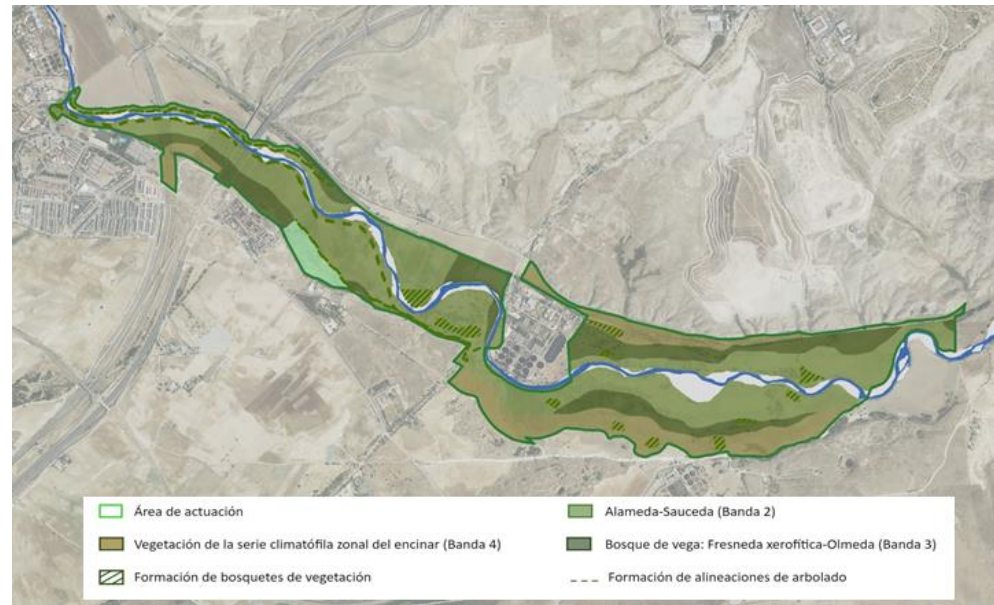 Área de actuación
Alameda-Sauceda (Banda 2)
Vegetación de la serie climatófila zonal del encinar (Banda 4)
Bosque de vega: Fresneda xerofítica-Olmeda (Banda 3)
Formación de bosquetes de vegetación
Formación de alineaciones de arbolado